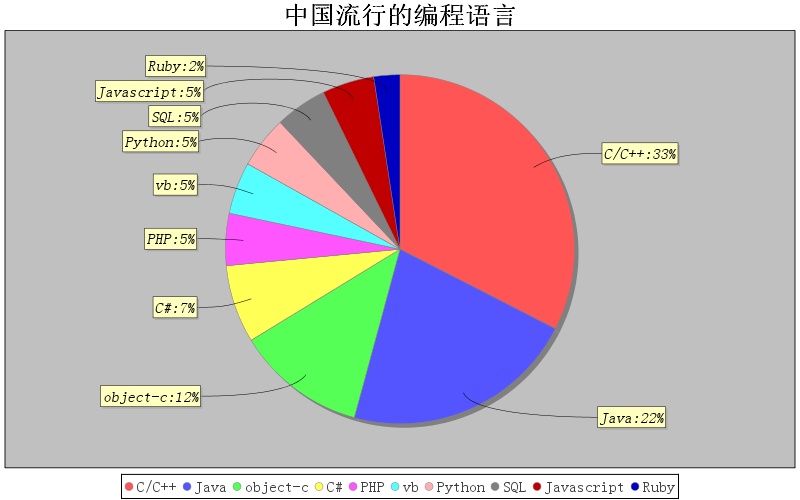 中国流行的编程语言
Ruby:2%
Javascript:5%
SQL:5%
Python:5%
C/C++:33%
vb:5%
PHP:5%
C#:7%
object-c:12%
Java:22%
C/C++ Java object-c C# PHP vb Python SQL Javascript Ruby